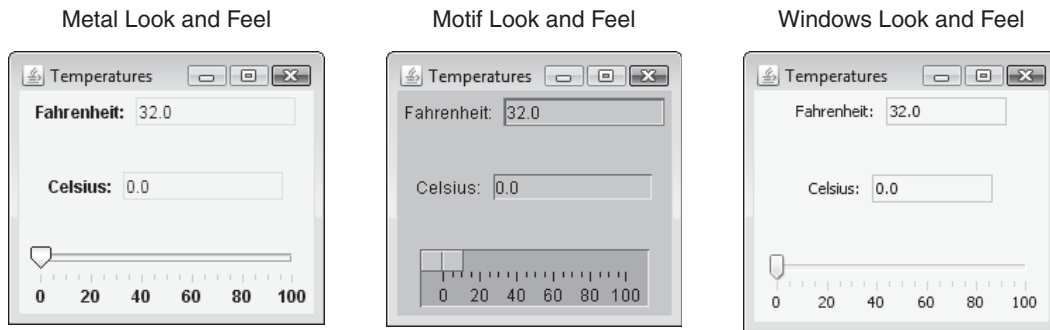 Metal Look and Feel
Motif Look and Feel
Windows Look and Feel
Temperatures
Fahrenheit: 32.0
Celsius: 0.0
0 20 40 60 80 100
Temperatures
Fahrenheit: 32.0
Celsius: 0.0
0 20 40 60 80 100
Temperatures
Fahrenheit: 32.0
Celsius: 0.0
0 20 40 60 80 100